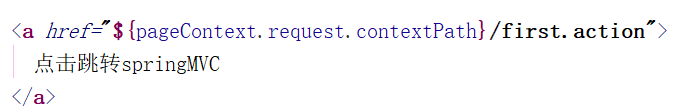 <a href="${pageContext.request.contextPath}/first.action">
点击跳转springMVC
</a>